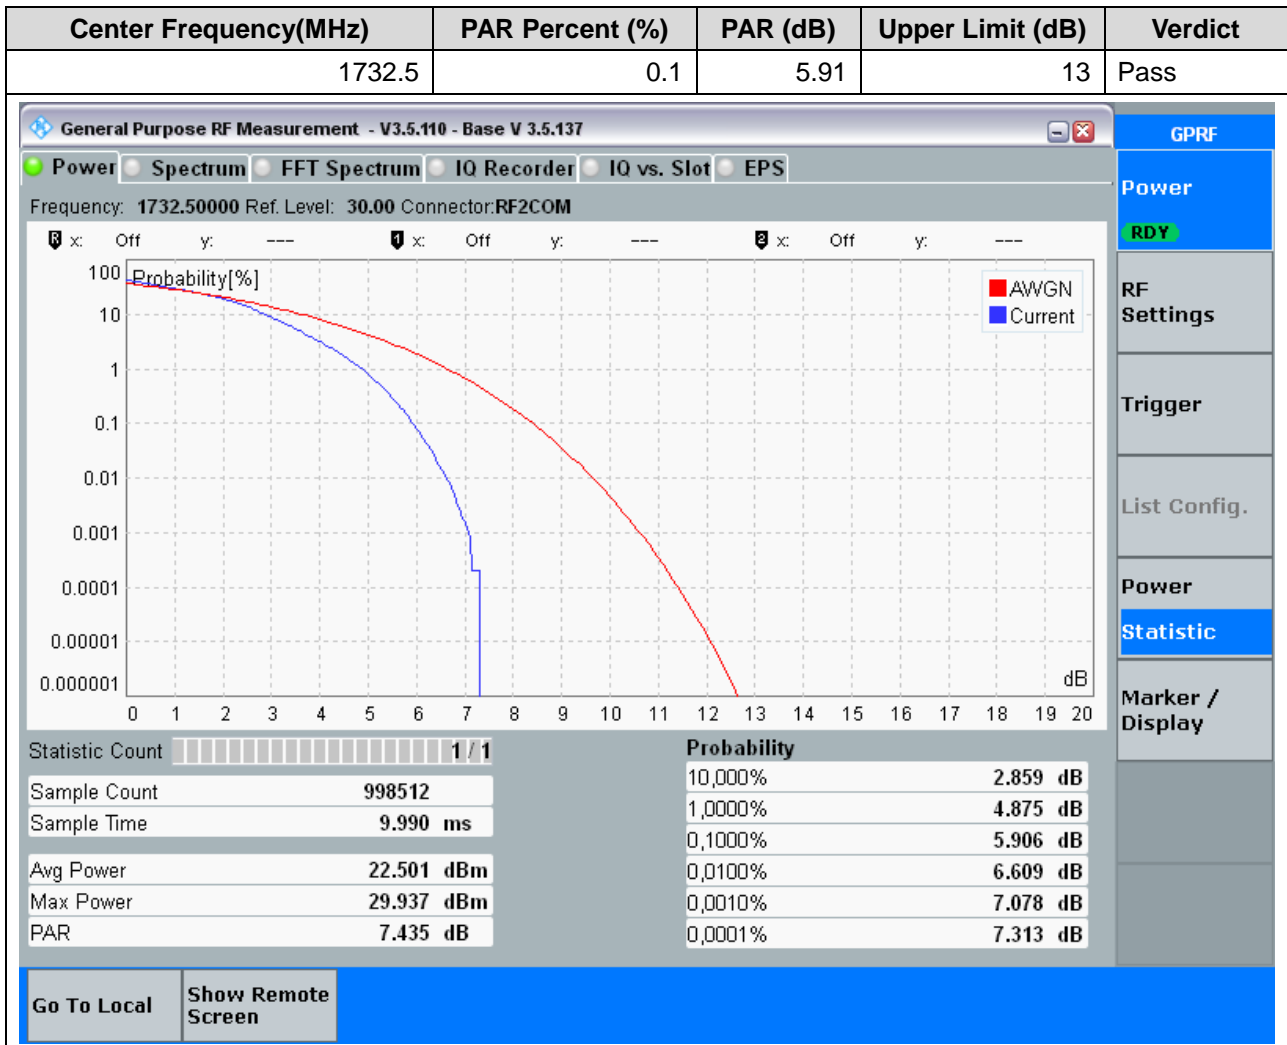 Center Frequency(MHz) PAR Percent (%) PAR (dB) Upper Limit (dB) Verdict
1732.5 0.1 5.91 13 Pass
General Purpose RF Measurement - V3.5.110 - Base V 3.5.137
GPRF
Power Spectrum FFT Spectrum IQ Recorder IQ vs. Slot EPS
Frequency: 1732.50000 Ref. Level: 30.00 Connector:RF2COM
R x: Off y: --- 1 x: Off y: --- 2 x: Off y: ---
Probability[%]
100
10
1
0.1
0.01
0.001
0.0001
0.00001
0.000001
AWGN
Current
dB
0 1 2 3 4 5 6 7 8 9 10 11 12 13 14 15 16 17 18 19 20
Statistic Count 1 / 1
Sample Count 998512
Sample Time 9.990 ms
Avg Power 22.501 dBm
Max Power 29.937 dBm
PAR 7.435 dB
Probability
10,000% 2.859 dB
1,0000% 4.875 dB
0,1000% 5.906 dB
0,0100% 6.609 dB
0,0010% 7.078 dB
0,0001% 7.313 dB
Power
RDY
RF
Settings
Trigger
List Config.
Power
Statistic
Marker /
Display
Go To Local
Show Remote
Screen